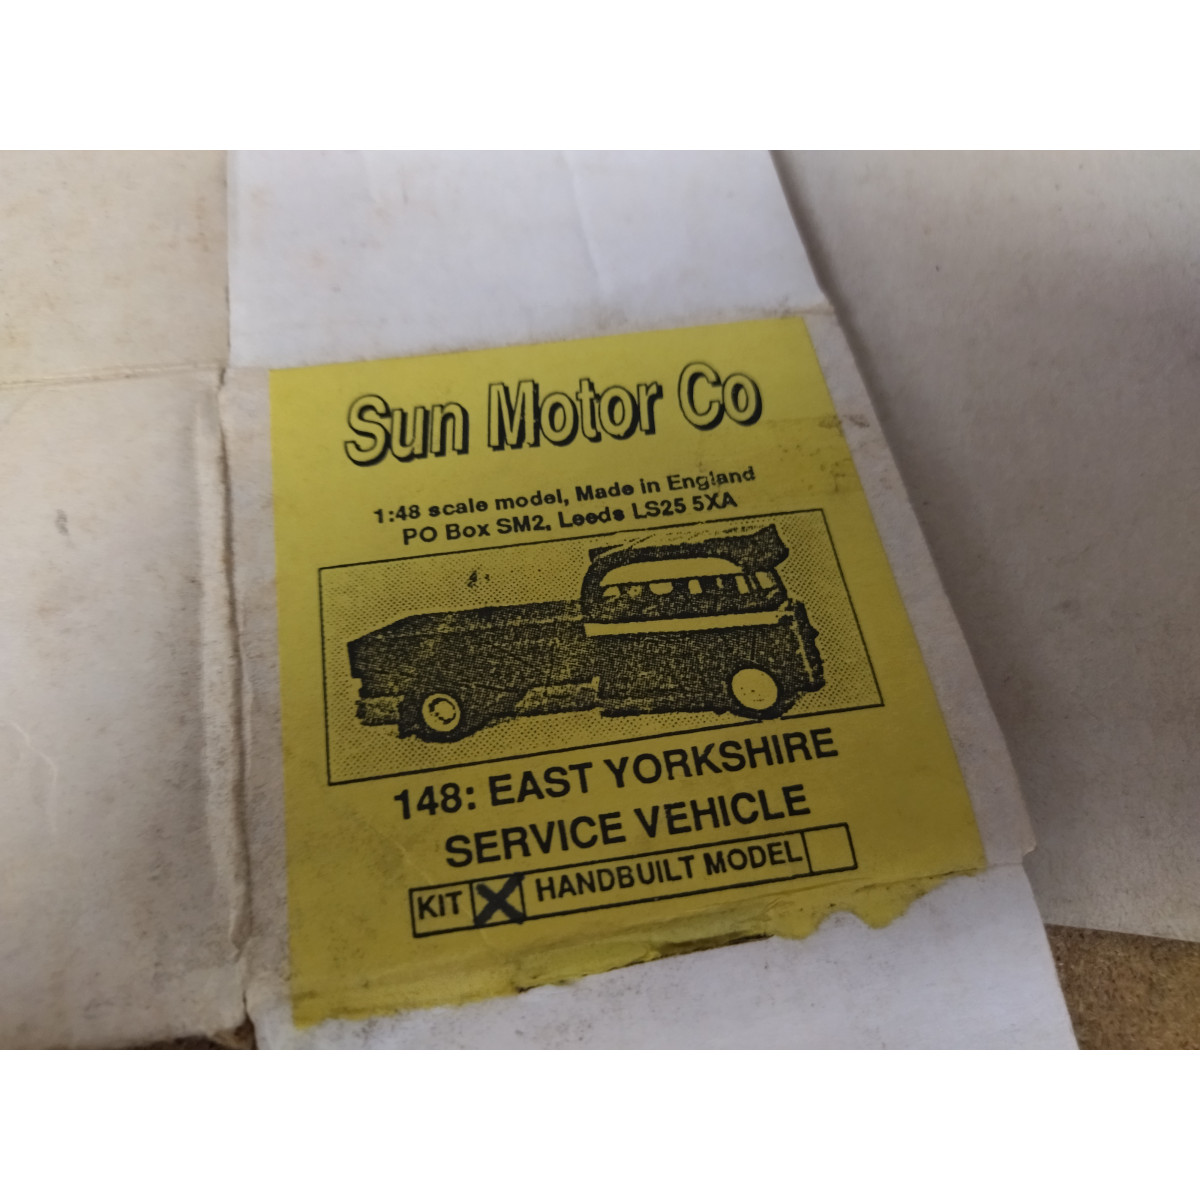 Sun Motor Co
1:48 scale model, Made in England
PO Box SM2, Leeds LS25 5XA
148: EAST YORKSHIRE
SERVICE VEHICLE
KIT X HANDBUILT MODEL